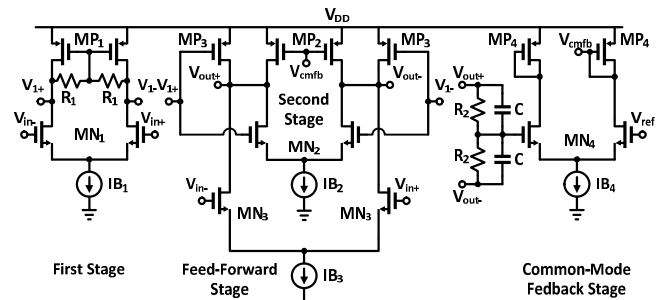 VDD
MP1
MP3
MP2
MP3
MP4
Vcmfb
MP4
Vout+
Vcmfb
Vout-
V1+
R1
R1
V1-
V1+
Second
Stage
V1-
Vout+
R2
C
Vin-
MN1
Vin+
MN2
MN4
Vref
R2
C
IB1
IB2
Vout-
IB4
Vin-
MN3
MN3
Vin+
First Stage
Feed-Forward
Stage
IB3
Common-Mode
Fedback Stage